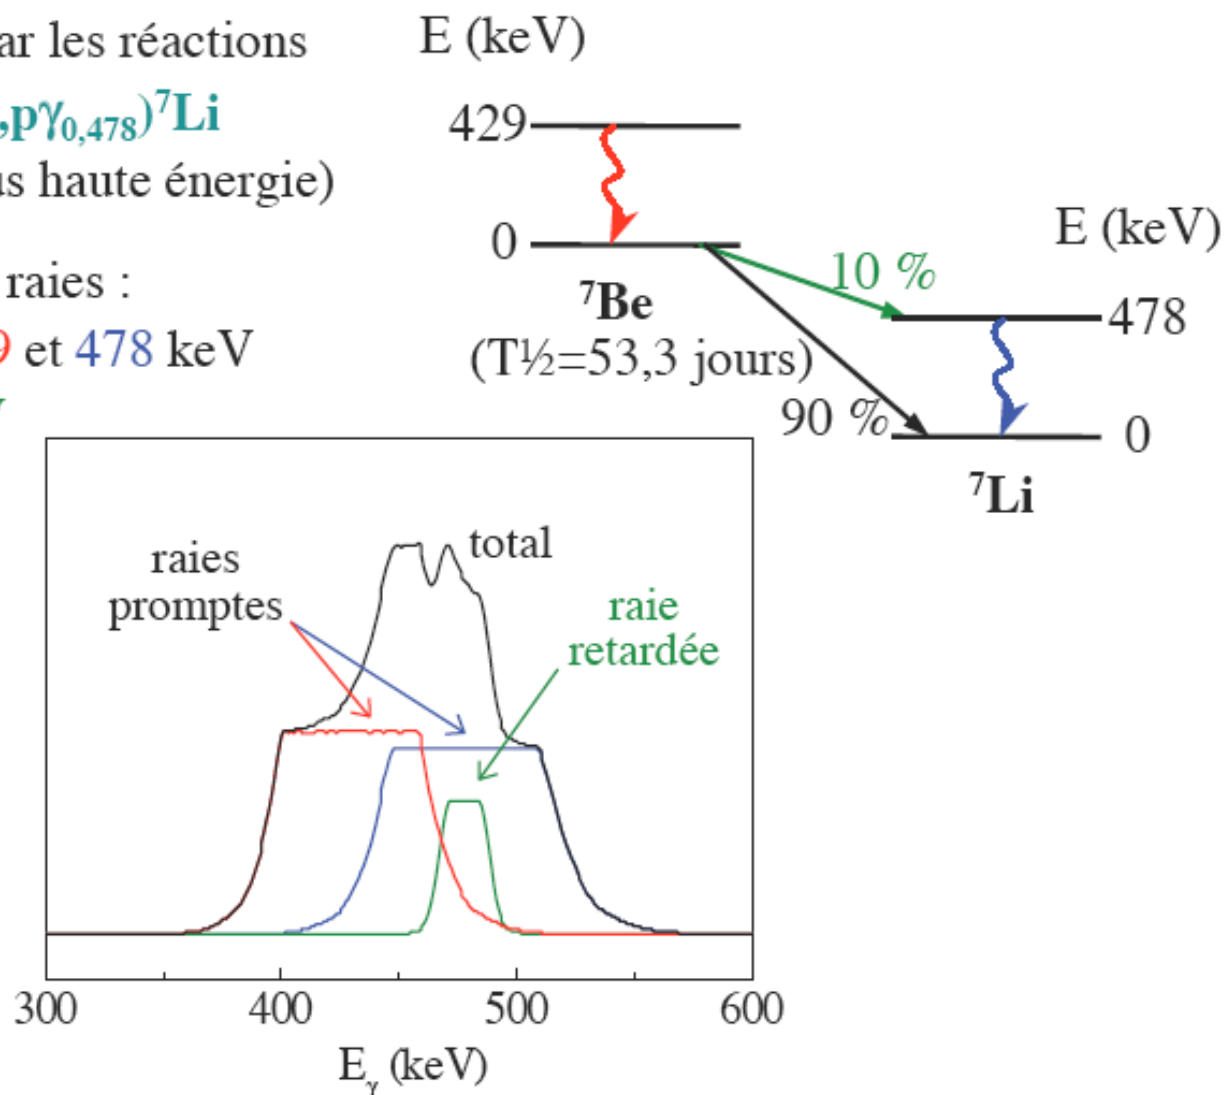 ar les réactions
,pγ0,478)⁷Li
us haute énergie)
raies :
9 et 478 keV
E (keV)
429
0
⁷Be
(T½=53,3 jours)
10 %
90 %
E (keV)
478
0
⁷Li
raies
promptes
total
raie
retardée
300 400 500 600
Eγ (keV)